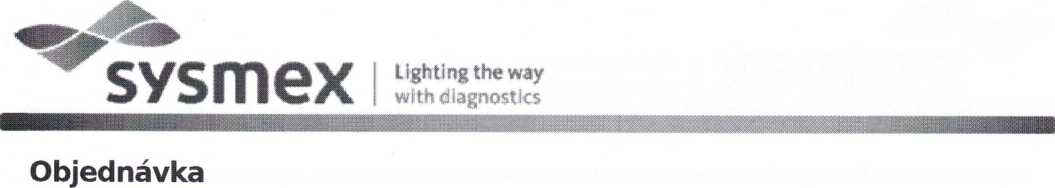 sysmex
Lighting the way
with diagnostics
Objednávka